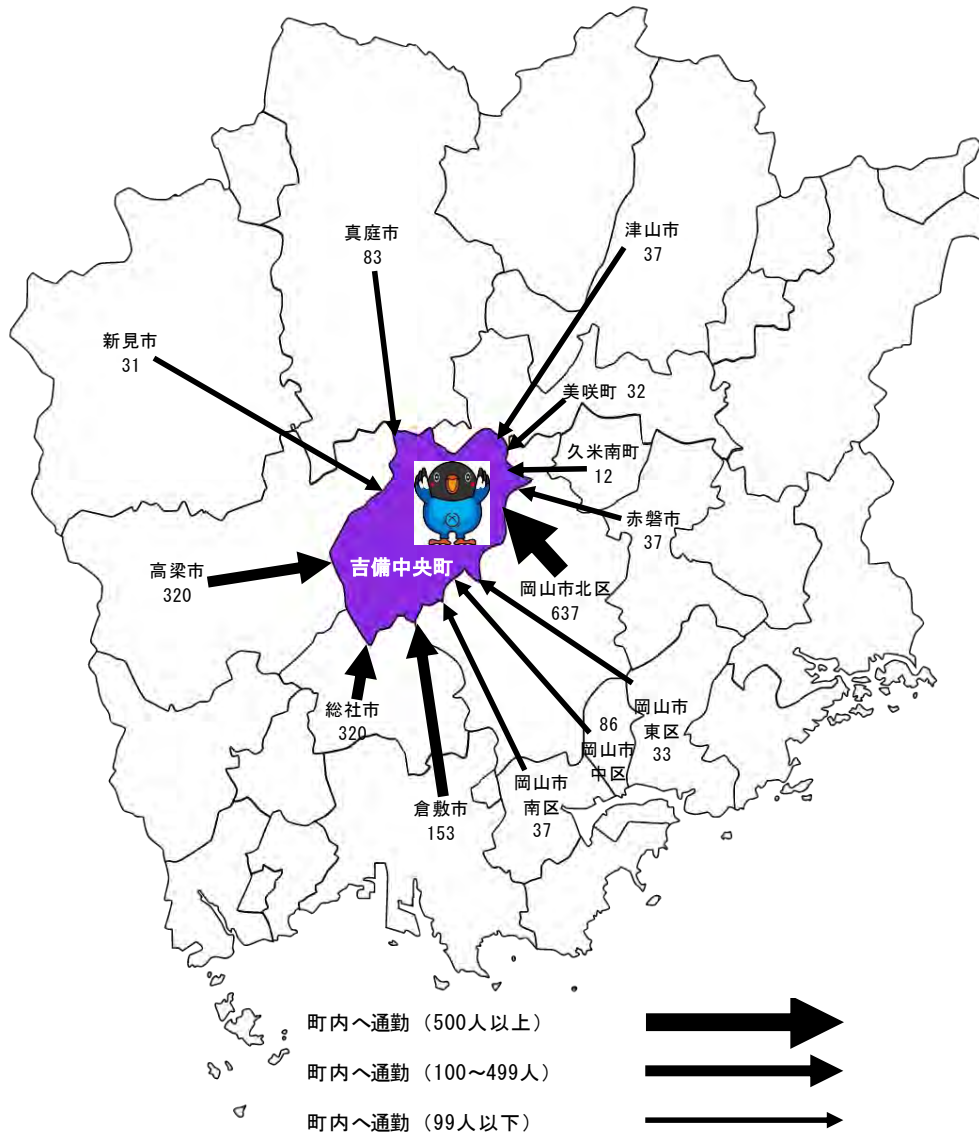 真庭市
83
津山市
37
新見市
31
美咲町 32
久米南町
12
赤磐市
37
高梁市
320
吉備中央町
岡山市北区
637
総社市
320
倉敷市
153
岡山市
南区
37
86
岡山市
中区
岡山市
東区
33
町内へ通勤（500人以上）
町内へ通勤（100～499人）
町内へ通勤（99人以下）